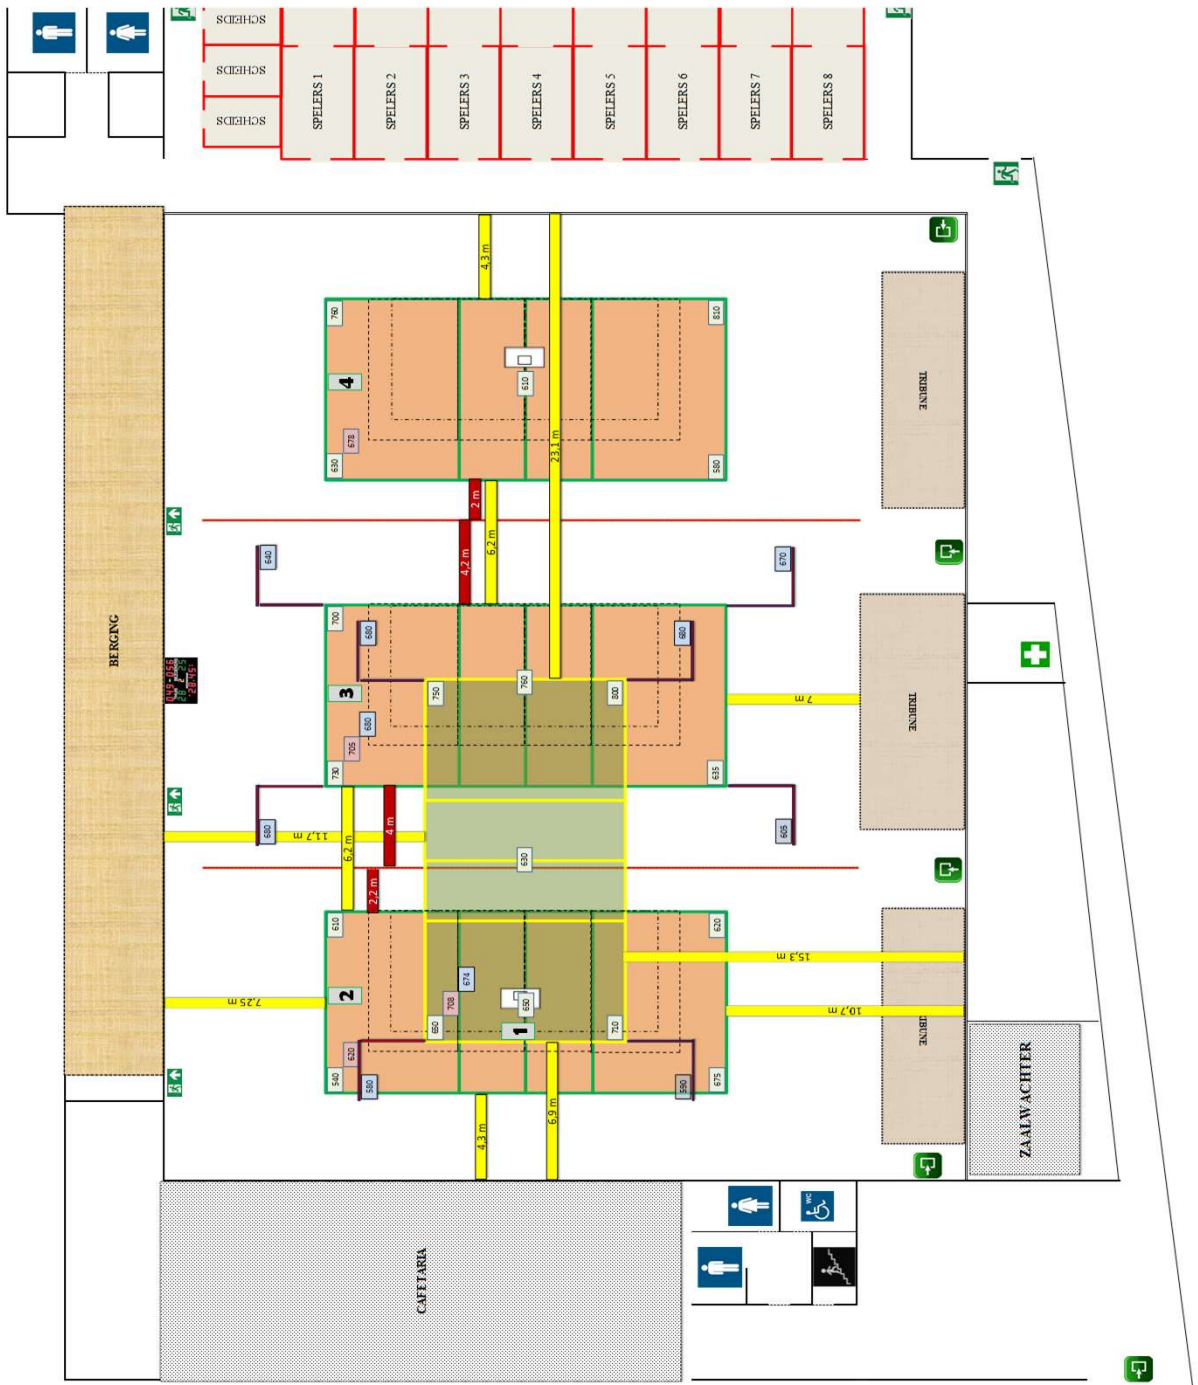 SCHEIDS
SCHEIDS
SCHEIDS
SPELERS 1
SPELERS 2
SPELERS 3
SPELERS 4
SPELERS 5
SPELERS 6
SPELERS 7
SPELERS 8
BERGING
4,3 m
23,1 m
760
810
4
610
678
630
580
TRIBUNE
2 m
6,2 m
4,2 m
640
670
700
680
680
3
750
760
800
680
705
730
635
7 m
TRIBUNE
680
605
11,7 m
6,2 m
4 m
630
2,2 m
610
620
15,3 m
7,25 m
2
674
708
650
650
1
710
10,7 m
TRIBUNE
620
540
580
590
675
4,3 m
6,9 m
ZAALWACHTER
CAFETARIA
WC